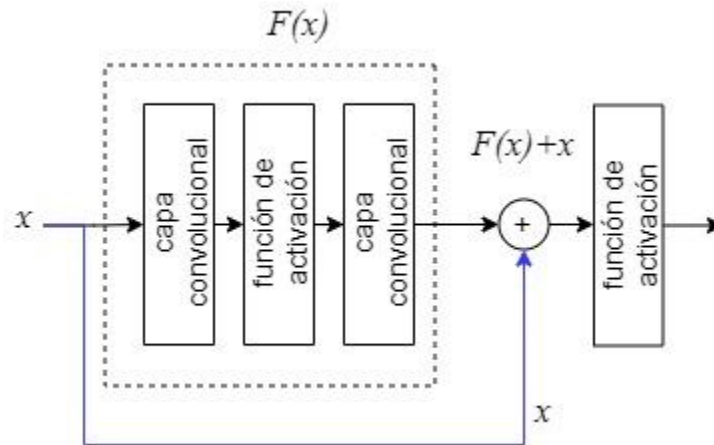 F(x)
x
capa
convolucional
función de
activación
capa
convolucional
F(x)+x
+
función de
activación
x